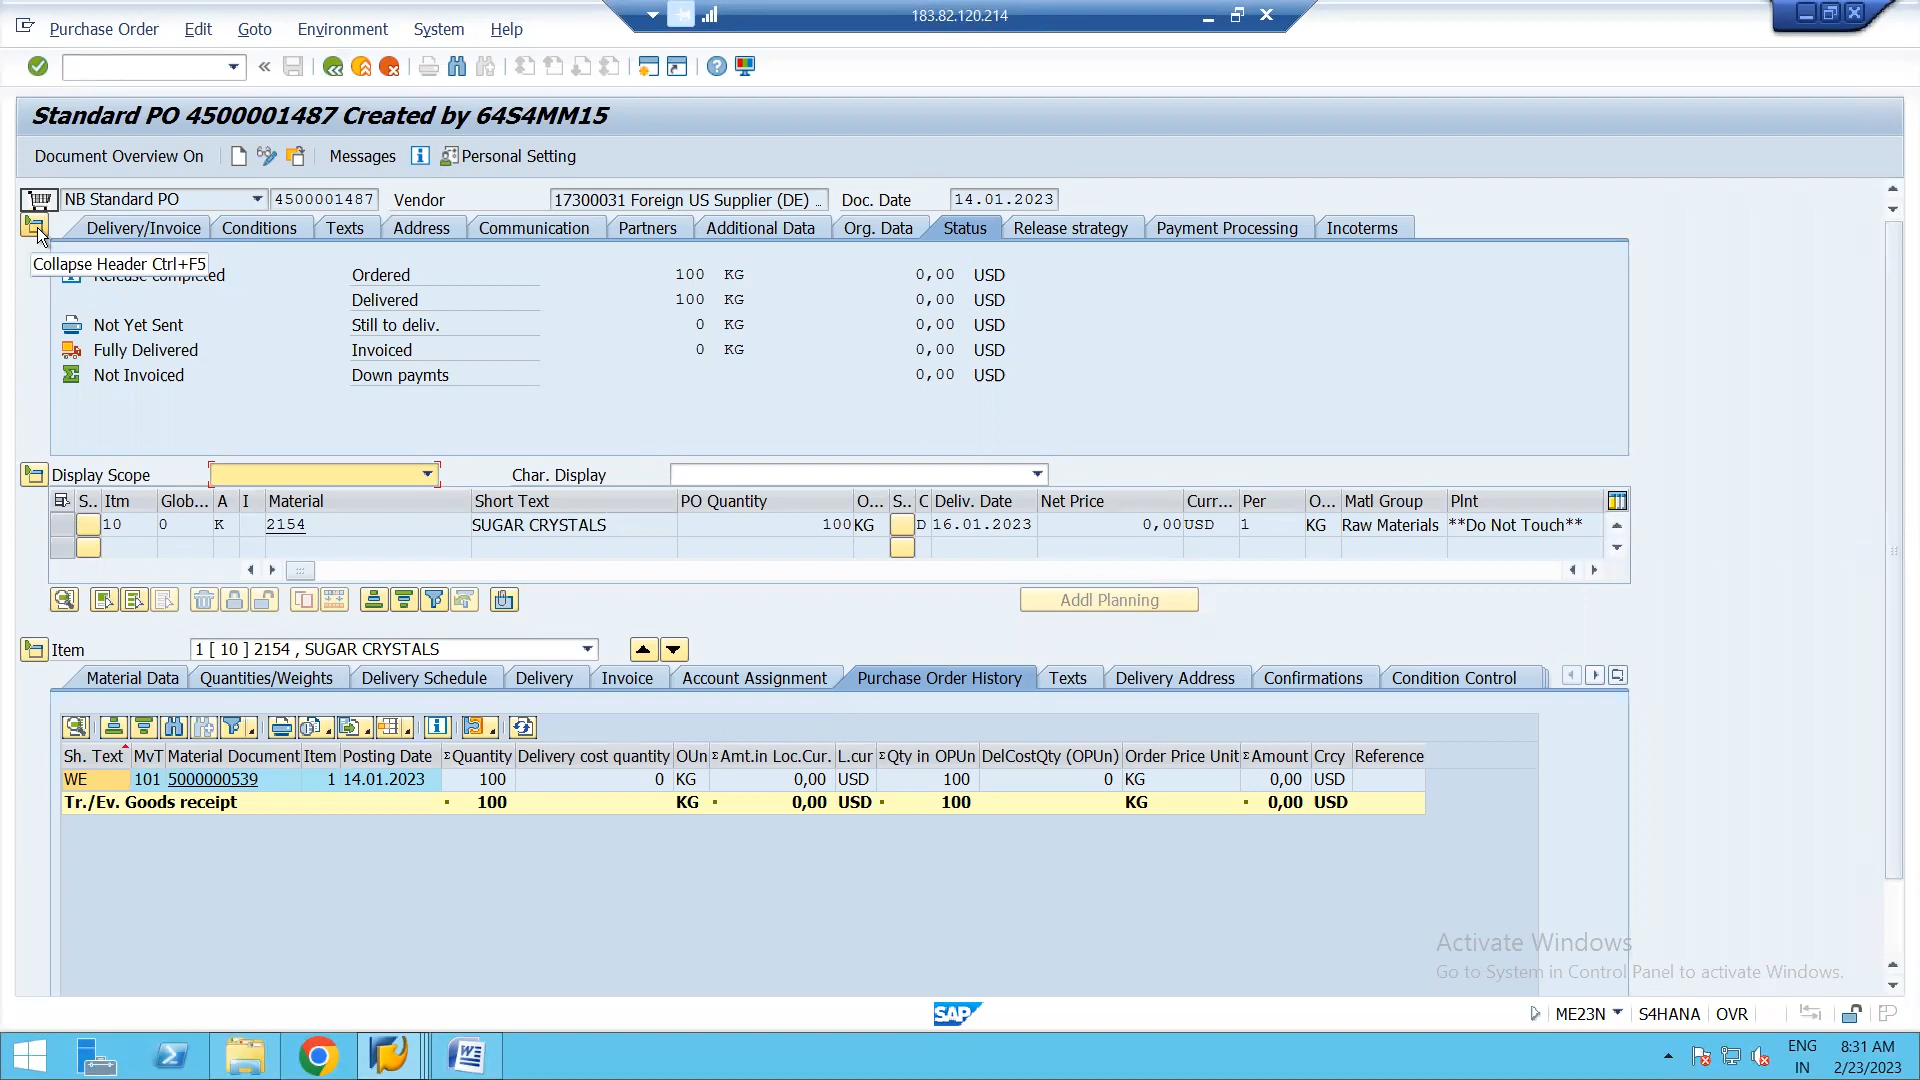 183.82.120.214
Purchase Order Edit Goto Environment System Help
Standard PO 4500001487 Created by 64S4MM15
Document Overview On Messages Personal Setting
NB Standard PO 4500001487 Vendor 17300031 Foreign US Supplier (DE) ... Doc. Date 14.01.2023
Delivery/Invoice Conditions Texts Address Communication Partners Additional Data Org. Data Status Release strategy Payment Processing Incoterms
Collapse Header Ctrl+F5
Release completed Ordered 100 KG 0,00 USD
Delivered 100 KG 0,00 USD
Not Yet Sent Still to deliv. 0 KG 0,00 USD
Fully Delivered Invoiced 0 KG 0,00 USD
Not Invoiced Down paymts 0,00 USD
Display Scope Char. Display
S.. Itm Glob... A I Material Short Text PO Quantity O... S.. C Deliv. Date Net Price Curr... Per O... Matl Group Plnt
10 0 K 2154 SUGAR CRYSTALS 100 KG D 16.01.2023 0,00 USD 1 KG Raw Materials **Do Not Touch**
Addl Planning
Item 1 [ 10 ] 2154 , SUGAR CRYSTALS
Material Data Quantities/Weights Delivery Schedule Delivery Invoice Account Assignment Purchase Order History Texts Delivery Address Confirmations Condition Control
Sh. Text MvT Material Document Item Posting Date ΣQuantity Delivery cost quantity OUn ΣAmt.in Loc.Cur. L.cur ΣQty in OPUn DelCostQty (OPUn) Order Price Unit ΣAmount Crcy Reference
WE 101 5000000539 1 14.01.2023 100 0 KG 0,00 USD 100 0 KG 0,00 USD
Tr./Ev. Goods receipt 100 KG 0,00 USD 100 KG 0,00 USD
Activate Windows
Go to System in Control Panel to activate Windows.
SAP ME23N S4HANA OVR
ENG 8:31 AM
IN 2/23/2023